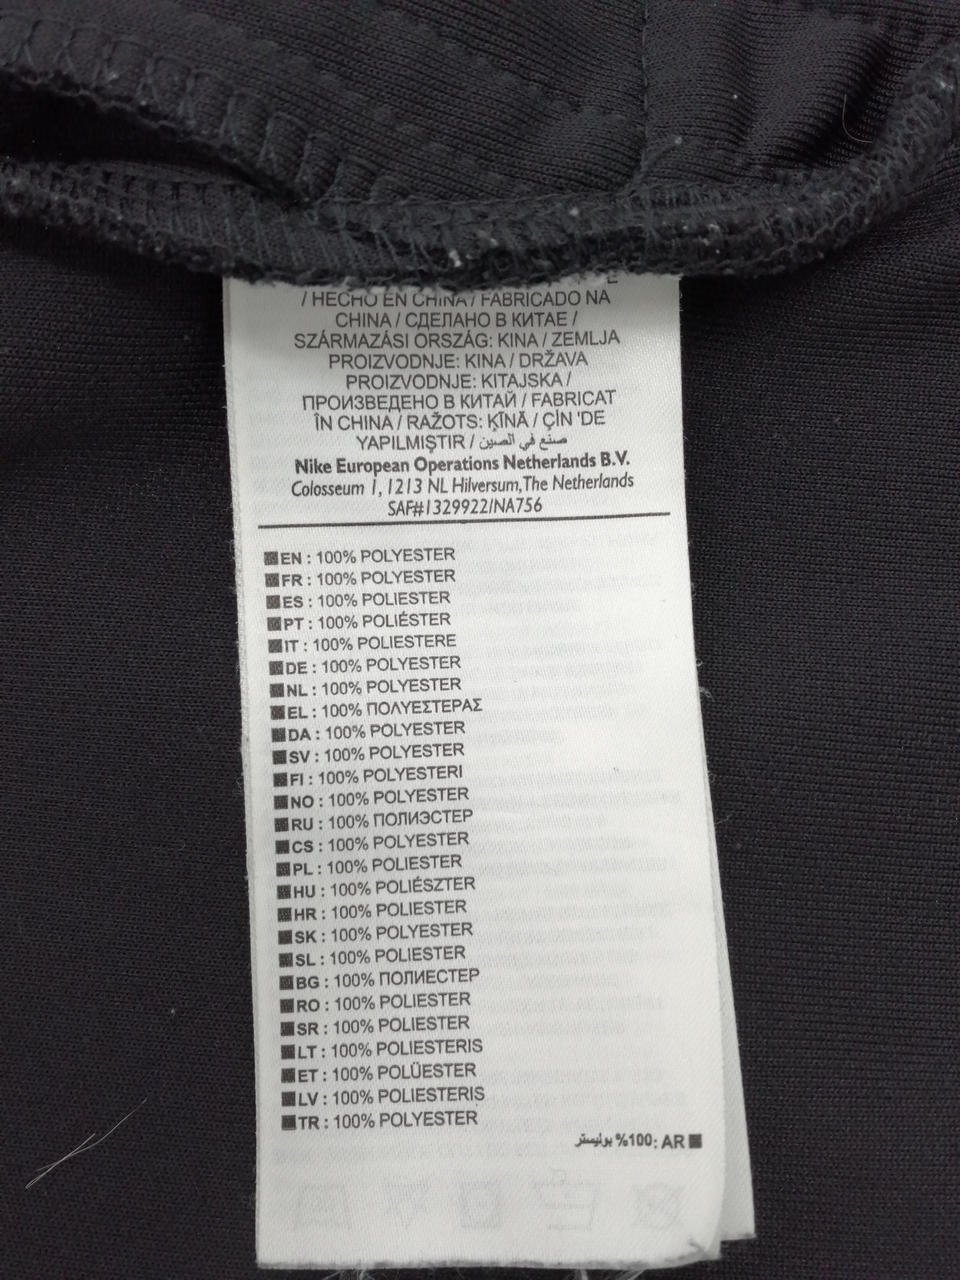 / HECHO EN CHINA / FABRICADO NA
CHINA / СДЕЛАНО В КИТАЕ /
SZÁRMAZÁSI ORSZÁG: KINA / ZEMLJA
PROIZVODNJE: KINA / DRŽAVA
PROIZVODNJE: KITAJSKA /
ПРОИЗВЕДЕНО В КИТАЙ / FABRICAT
ÎN CHINA / RAŽOTS: ĶĪNĀ / ÇİN 'DE
YAPILMIŞTIR / صنع في الصين
Nike European Operations Netherlands B.V.
Colosseum 1, 1213 NL Hilversum,The Netherlands
SAF#1329922/NA756
EN : 100% POLYESTER
FR : 100% POLYESTER
ES : 100% POLIESTER
PT : 100% POLIÉSTER
IT : 100% POLIESTERE
DE : 100% POLYESTER
NL : 100% POLYESTER
EL : 100% ΠΟΛΥΕΣΤΕΡΑΣ
DA : 100% POLYESTER
SV : 100% POLYESTER
FI : 100% POLYESTERI
NO : 100% POLYESTER
RU : 100% ПОЛИЭСТЕР
CS : 100% POLYESTER
PL : 100% POLIESTER
HU : 100% POLIÉSZTER
HR : 100% POLIESTER
SK : 100% POLYESTER
SL : 100% POLIESTER
BG : 100% ПОЛИЕСТЕР
RO : 100% POLIESTER
SR : 100% POLIESTER
LT : 100% POLIESTERIS
ET : 100% POLÜESTER
LV : 100% POLIESTERIS
TR : 100% POLYESTER
AR :100% بوليستر